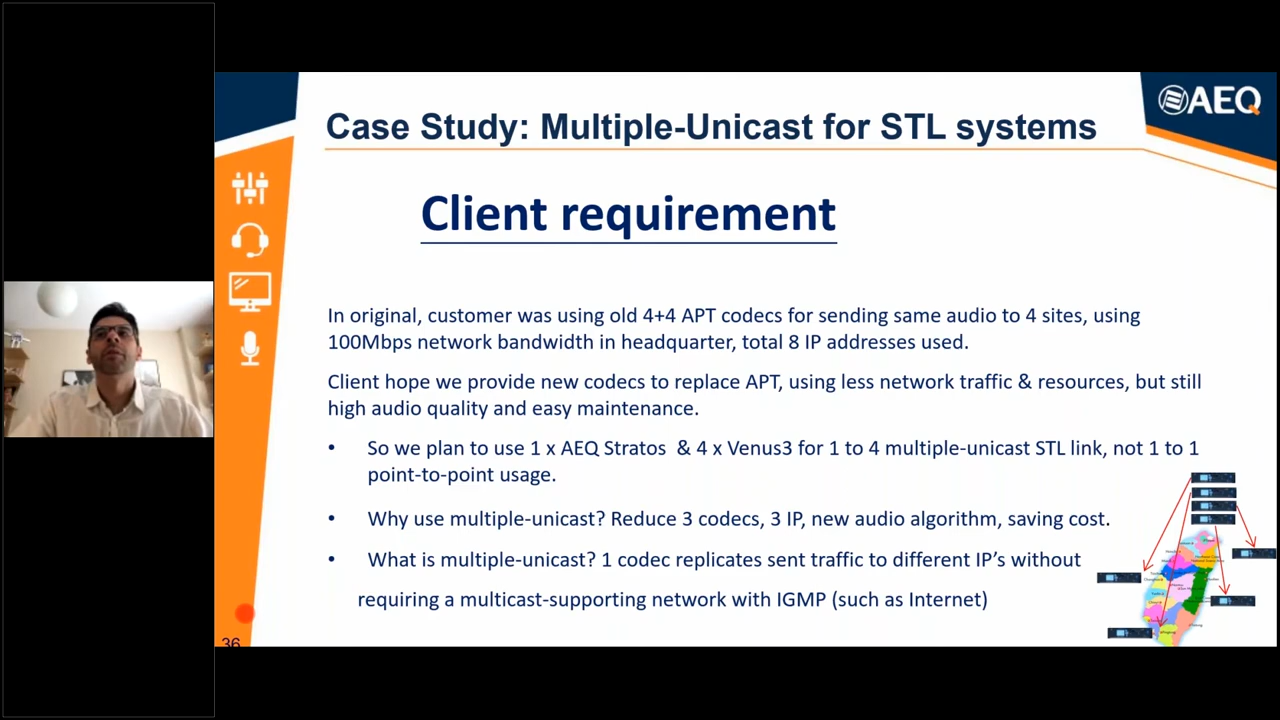 AEQ
Case Study: Multiple-Unicast for STL systems
Client requirement
In original, customer was using old 4+4 APT codecs for sending same audio to 4 sites, using
100Mbps network bandwidth in headquarter, total 8 IP addresses used.
Client hope we provide new codecs to replace APT, using less network traffic & resources, but still
high audio quality and easy maintenance.
• So we plan to use 1 x AEQ Stratos & 4 x Venus3 for 1 to 4 multiple-unicast STL link, not 1 to 1
point-to-point usage.
• Why use multiple-unicast? Reduce 3 codecs, 3 IP, new audio algorithm, saving cost.
• What is multiple-unicast? 1 codec replicates sent traffic to different IP's without
requiring a multicast-supporting network with IGMP (such as Internet)
36